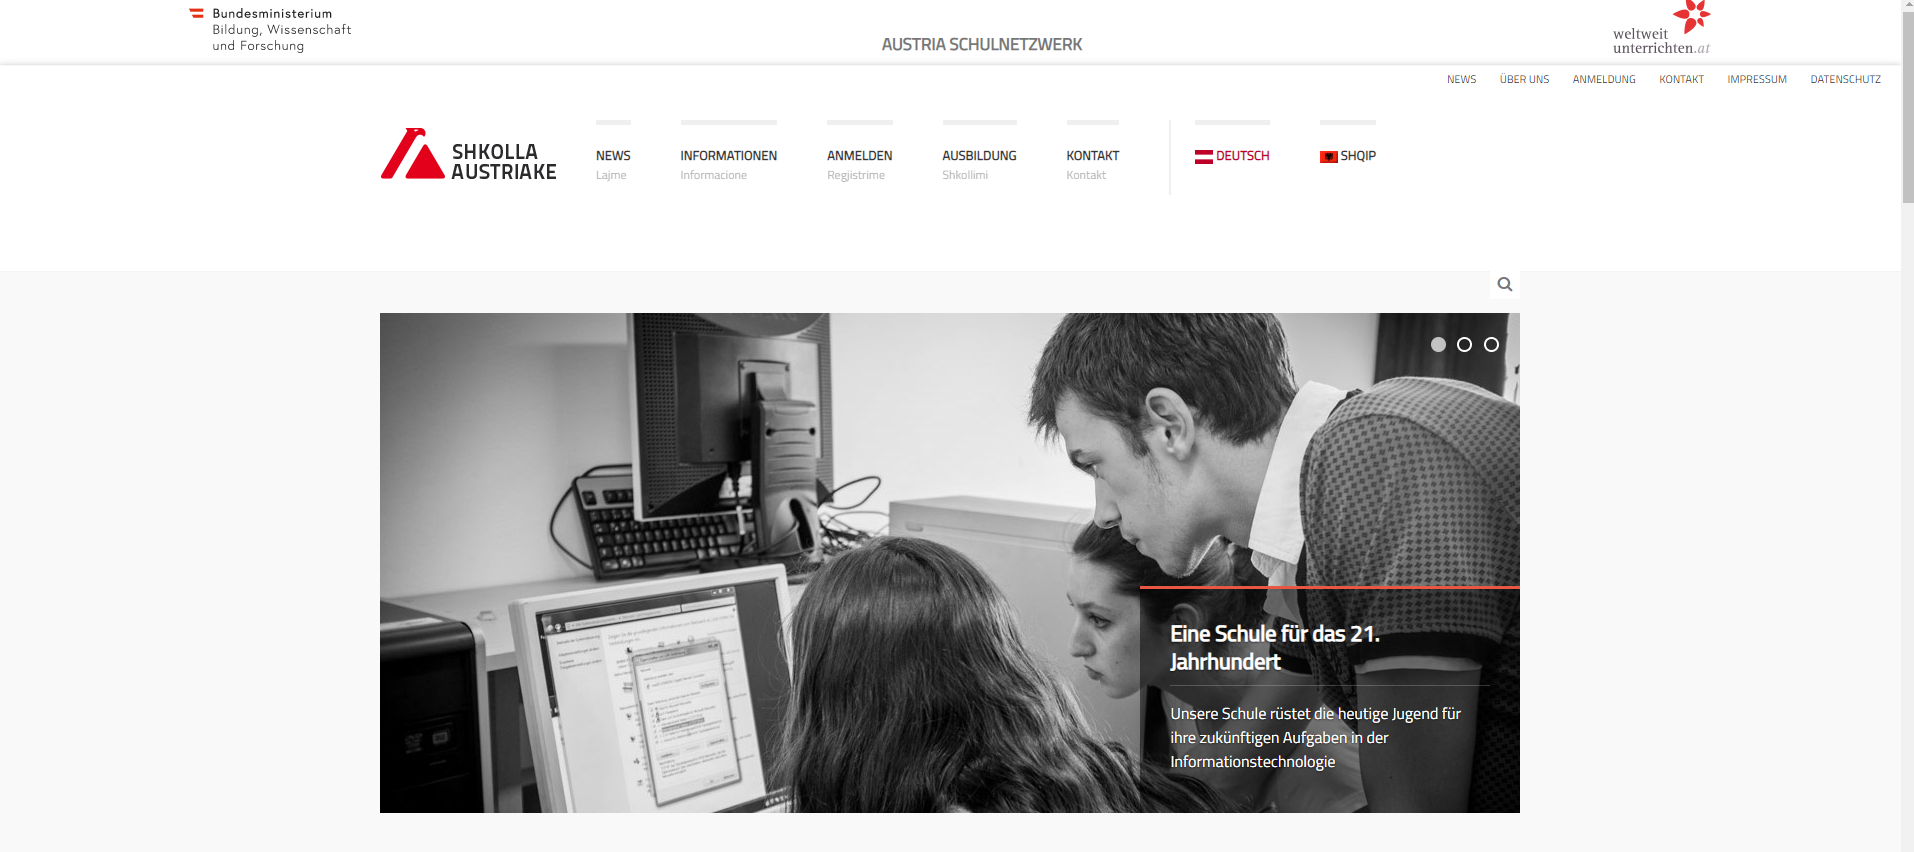 Bundesministerium
Bildung, Wissenschaft
und Forschung
AUSTRIA SCHULNETZWERK
weltweit
unterrichten.at
NEWS ÜBER UNS ANMELDUNG KONTAKT IMPRESSUM DATENSCHUTZ
SHKOLLA
AUSTRIAKE
NEWS INFORMATIONEN ANMELDEN AUSBILDUNG KONTAKT DEUTSCH SHQIP
Lajme Informacione Regjistrime Shkollimi Kontakt
Eine Schule für das 21.
Jahrhundert
Unsere Schule rüstet die heutige Jugend für
ihre zukünftigen Aufgaben in der
Informationstechnologie